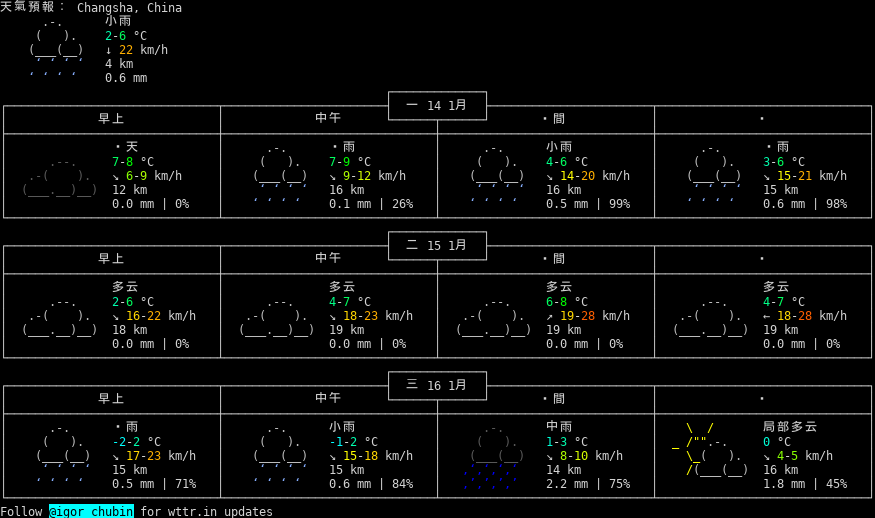 天氣預報： Changsha, China
小雨
2-6 °C
↓ 22 km/h
4 km
0.6 mm
一 14 1月
早上 中午 ・間 ・
・天 ・雨 小雨 ・雨
7-8 °C 7-9 °C 4-6 °C 3-6 °C
↘ 6-9 km/h ↘ 9-12 km/h ↘ 14-20 km/h ↘ 15-21 km/h
12 km 16 km 16 km 15 km
0.0 mm | 0% 0.1 mm | 26% 0.5 mm | 99% 0.6 mm | 98%
二 15 1月
早上 中午 ・間 ・
多云 多云 多云 多云
2-6 °C 4-7 °C 6-8 °C 4-7 °C
↘ 16-22 km/h ↘ 18-23 km/h ↗ 19-28 km/h ← 18-28 km/h
18 km 19 km 19 km 19 km
0.0 mm | 0% 0.0 mm | 0% 0.0 mm | 0% 0.0 mm | 0%
三 16 1月
早上 中午 ・間 ・
・雨 小雨 中雨 局部多云
-2-2 °C -1-2 °C 1-3 °C 0 °C
↘ 17-23 km/h ↘ 15-18 km/h ↘ 8-10 km/h ↘ 4-5 km/h
15 km 15 km 14 km 16 km
0.5 mm | 71% 0.6 mm | 84% 2.2 mm | 75% 1.8 mm | 45%
Follow @igor_chubin for wttr.in updates